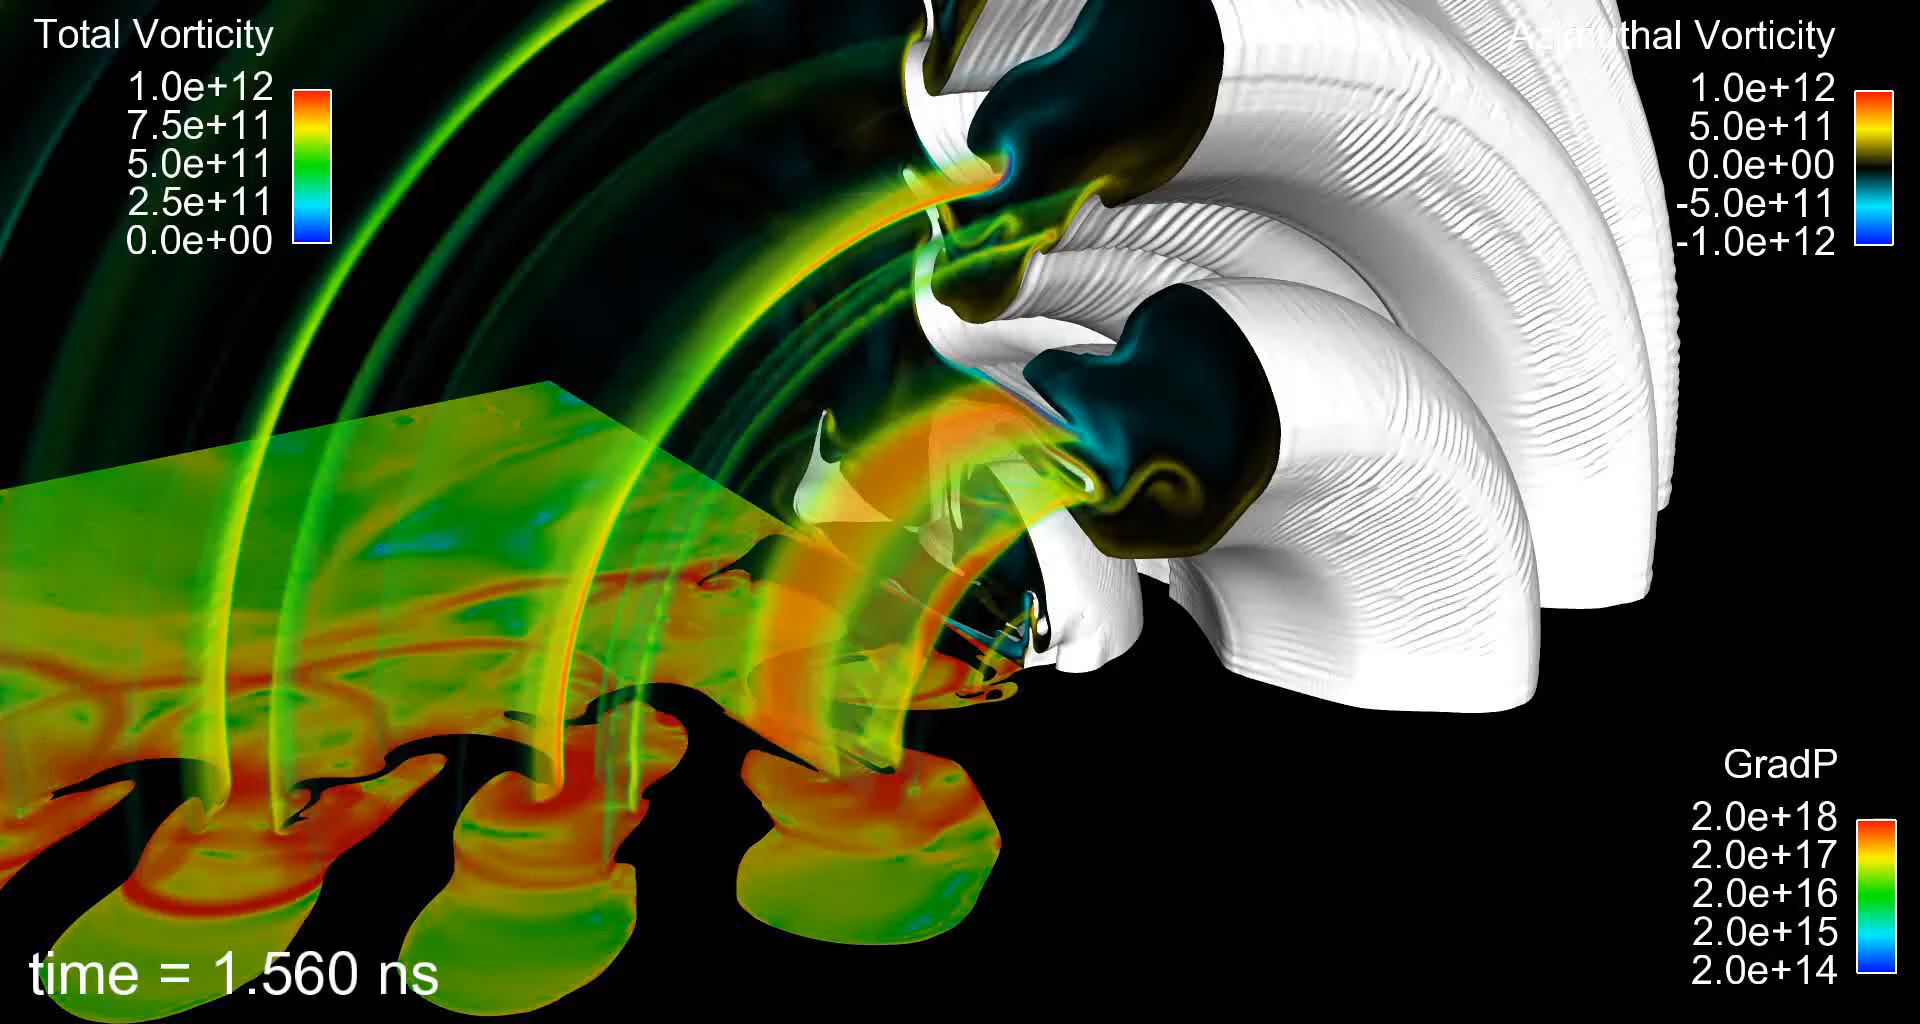 Total Vorticity
1.0e+12
7.5e+11
5.0e+11
2.5e+11
0.0e+00
Azimuthal Vorticity
1.0e+12
5.0e+11
0.0e+00
-5.0e+11
-1.0e+12
GradP
2.0e+18
2.0e+17
2.0e+16
2.0e+15
2.0e+14
time = 1.560 ns